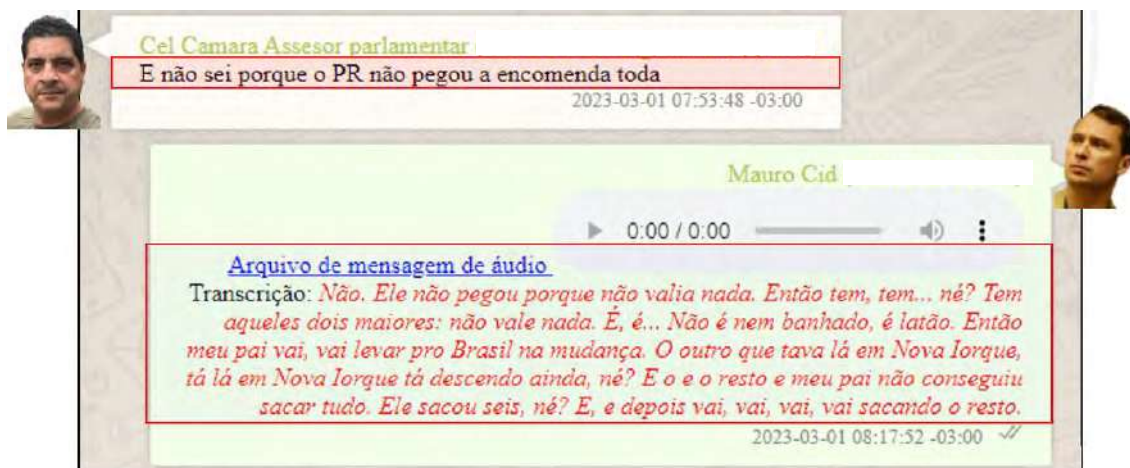 Cel Camara Assesor parlamentar
E não sei porque o PR não pegou a encomenda toda
2023-03-01 07:53:48 -03:00
Mauro Cid
0:00 / 0:00
Arquivo de mensagem de áudio
Transcrição: Não. Ele não pegou porque não valia nada. Então tem, tem... né? Tem
aqueles dois maiores: não vale nada. É, é... Não é nem banhado, é latão. Então
meu pai vai, vai levar pro Brasil na mudança. O outro que tava lá em Nova Iorque,
tá lá em Nova Iorque tá descendo ainda, né? E o e o resto e meu pai não conseguiu
sacar tudo. Ele sacou seis, né? E, e depois vai, vai, vai, vai sacando o resto.
2023-03-01 08:17:52 -03:00